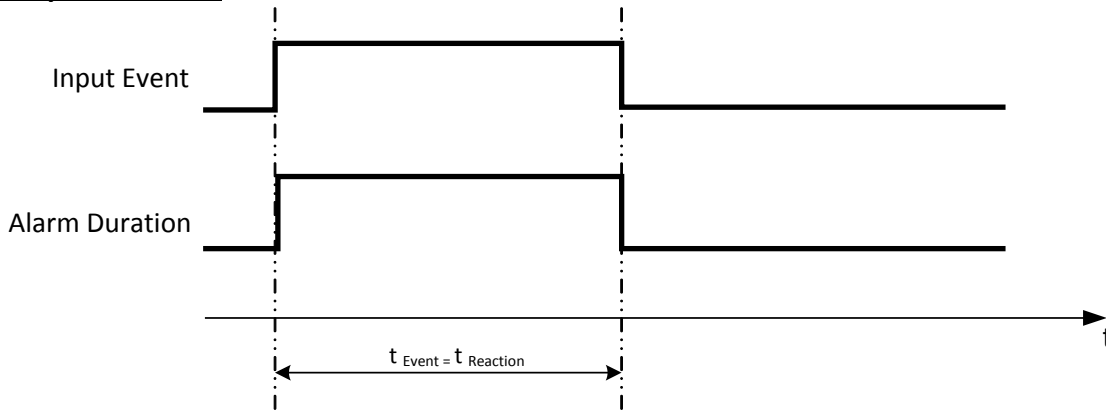 Input Event
Alarm Duration
t
t Event = t Reaction